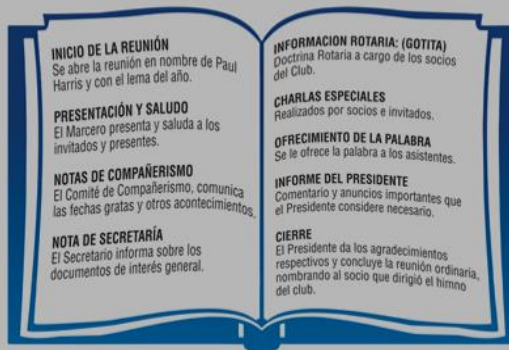 INICIO DE LA REUNIÓN
Se abre la reunión en nombre de Paul
Harris y con el lema del año.
PRESENTACIÓN Y SALUDO
El Marcero presenta y saluda a los
invitados y presentes.
NOTAS DE COMPAÑERISMO
El Comité de Compañerismo, comunica
las fechas gratas y otros acontecimientos.
NOTA DE SECRETARÍA
El Secretario informa sobre los
documentos de interés general.
INFORMACION ROTARIA: (GOTITA)
Doctrina Rotaria a cargo de los socios
del Club.
CHARLAS ESPECIALES
Realizados por socios e invitados.
OFRECIMIENTO DE LA PALABRA
Se le ofrece la palabra a los asistentes.
INFORME DEL PRESIDENTE
Comentario y anuncios importantes que
el Presidente considere necesario.
CIERRE
El Presidente da los agradecimientos
respectivos y concluye la reunión ordinaria,
nombrando al socio que dirigió el himno
del club.